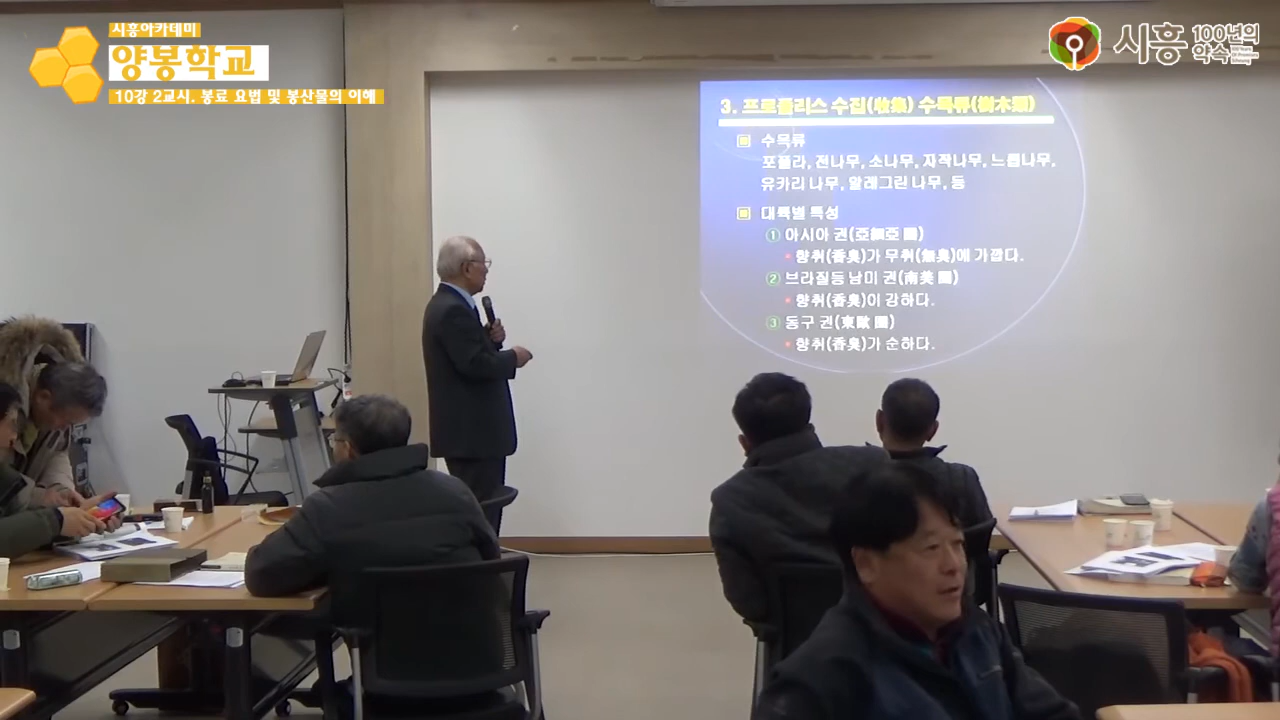 시흥아카데미
양봉학교
10강 2교시. 봉료 요법 및 봉산물의 이해
시흥 100년의 약속
3. 프로폴리스 수집(收集) 수목류(樹木類)
수목류
포플라, 전나무, 소나무, 자작나무, 느릅나무,
유카리 나무, 알래그린 나무, 등
대륙별 특성
① 아시아 권(亞細亞 圈)
향취(香臭)가 무취(無臭)에 가깝다.
② 브라질등 남미 권(南美 圈)
향취(香臭)이 강하다.
③ 동구 권(東歐 圈)
향취(香臭)가 순하다.